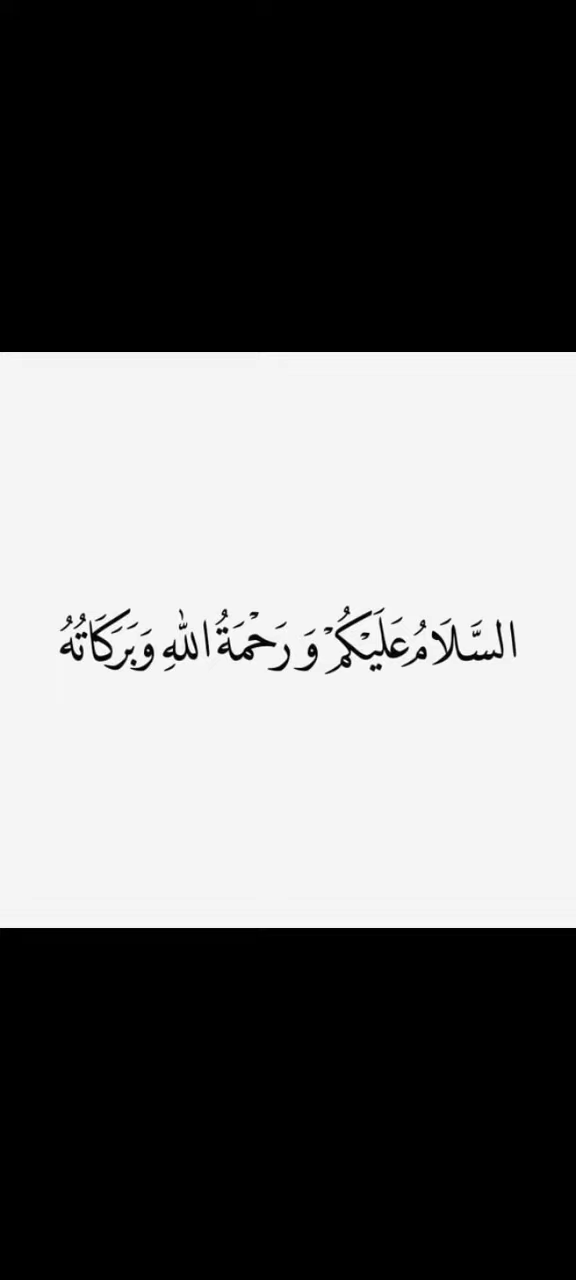 السَّلَامُ عَلَيْكُمْ وَ رَحْمَةُ اللهِ وَبَرَكَاتُهُ